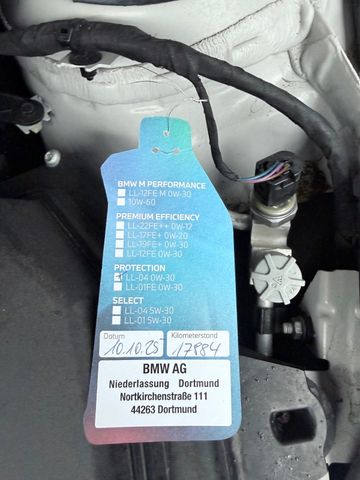 BMW M PERFORMANCE
LL-12FE M 0W-30
10W-60
PREMIUM EFFICIENCY
LL-22FE++ 0W-12
LL-17FE+ 0W-20
LL-19FE+ 0W-30
LL-12FE 0W-30
PROTECTION
LL-04 0W-30
LL-01FE 0W-30
SELECT
LL-04 5W-30
LL-01 5W-30
Datum Kilometerstand
10.10.25 17984
BMW AG
Niederlassung Dortmund
Nortkirchenstraße 111
44263 Dortmund